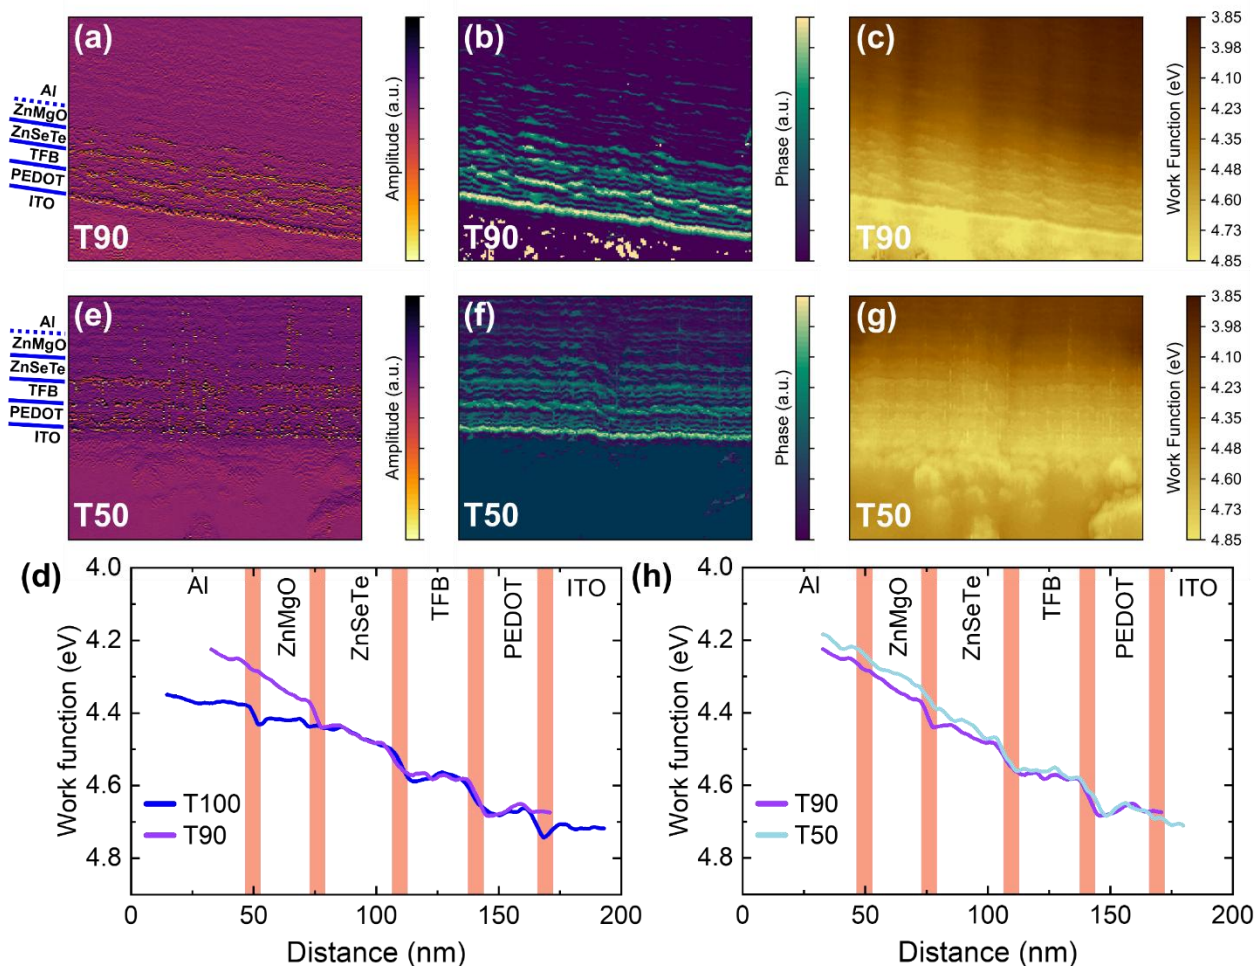 (a)
Al
ZnMgO
ZnSeTe
TFB
PEDOT
ITO
T90
Amplitude (a.u.)
(b)
T90
Phase (a.u.)
(c)
T90
Work Function (eV)
3.85
3.98
4.10
4.23
4.35
4.48
4.60
4.73
4.85
(e)
Al
ZnMgO
ZnSeTe
TFB
PEDOT
ITO
T50
Amplitude (a.u.)
(f)
T50
Phase (a.u.)
(g)
T50
Work Function (eV)
3.85
3.98
4.10
4.23
4.35
4.48
4.60
4.73
4.85
(d)
Work function (eV)
4.0
4.2
4.4
4.6
4.8
Al
ZnMgO
ZnSeTe
TFB
PEDOT
ITO
T100
T90
0
50
100
150
200
Distance (nm)
(h)
Work function (eV)
4.0
4.2
4.4
4.6
4.8
Al
ZnMgO
ZnSeTe
TFB
PEDOT
ITO
T90
T50
0
50
100
150
200
Distance (nm)